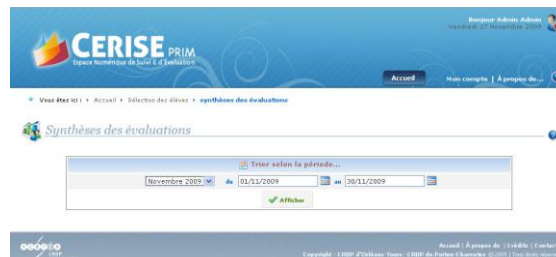 Bonjour Admin Admin
Vendredi 27 Novembre 2009
CERISE PRIM
Espace Numérique de Suivi & d'Evaluation
Accueil
Mon compte | À propos de...
Vous êtes ici : Accueil Sélection des élèves synthèses des évaluations
Synthèses des évaluations
Trier selon la période...
Novembre 2009 du 01/11/2009 au 30/11/2009
Afficher
CRDP
Accueil | À propos de | Crédits | Contact
Copyright CRDP d'Orléans-Tours - CRDP de Poitou-Charentes © 2009 | Tous droits